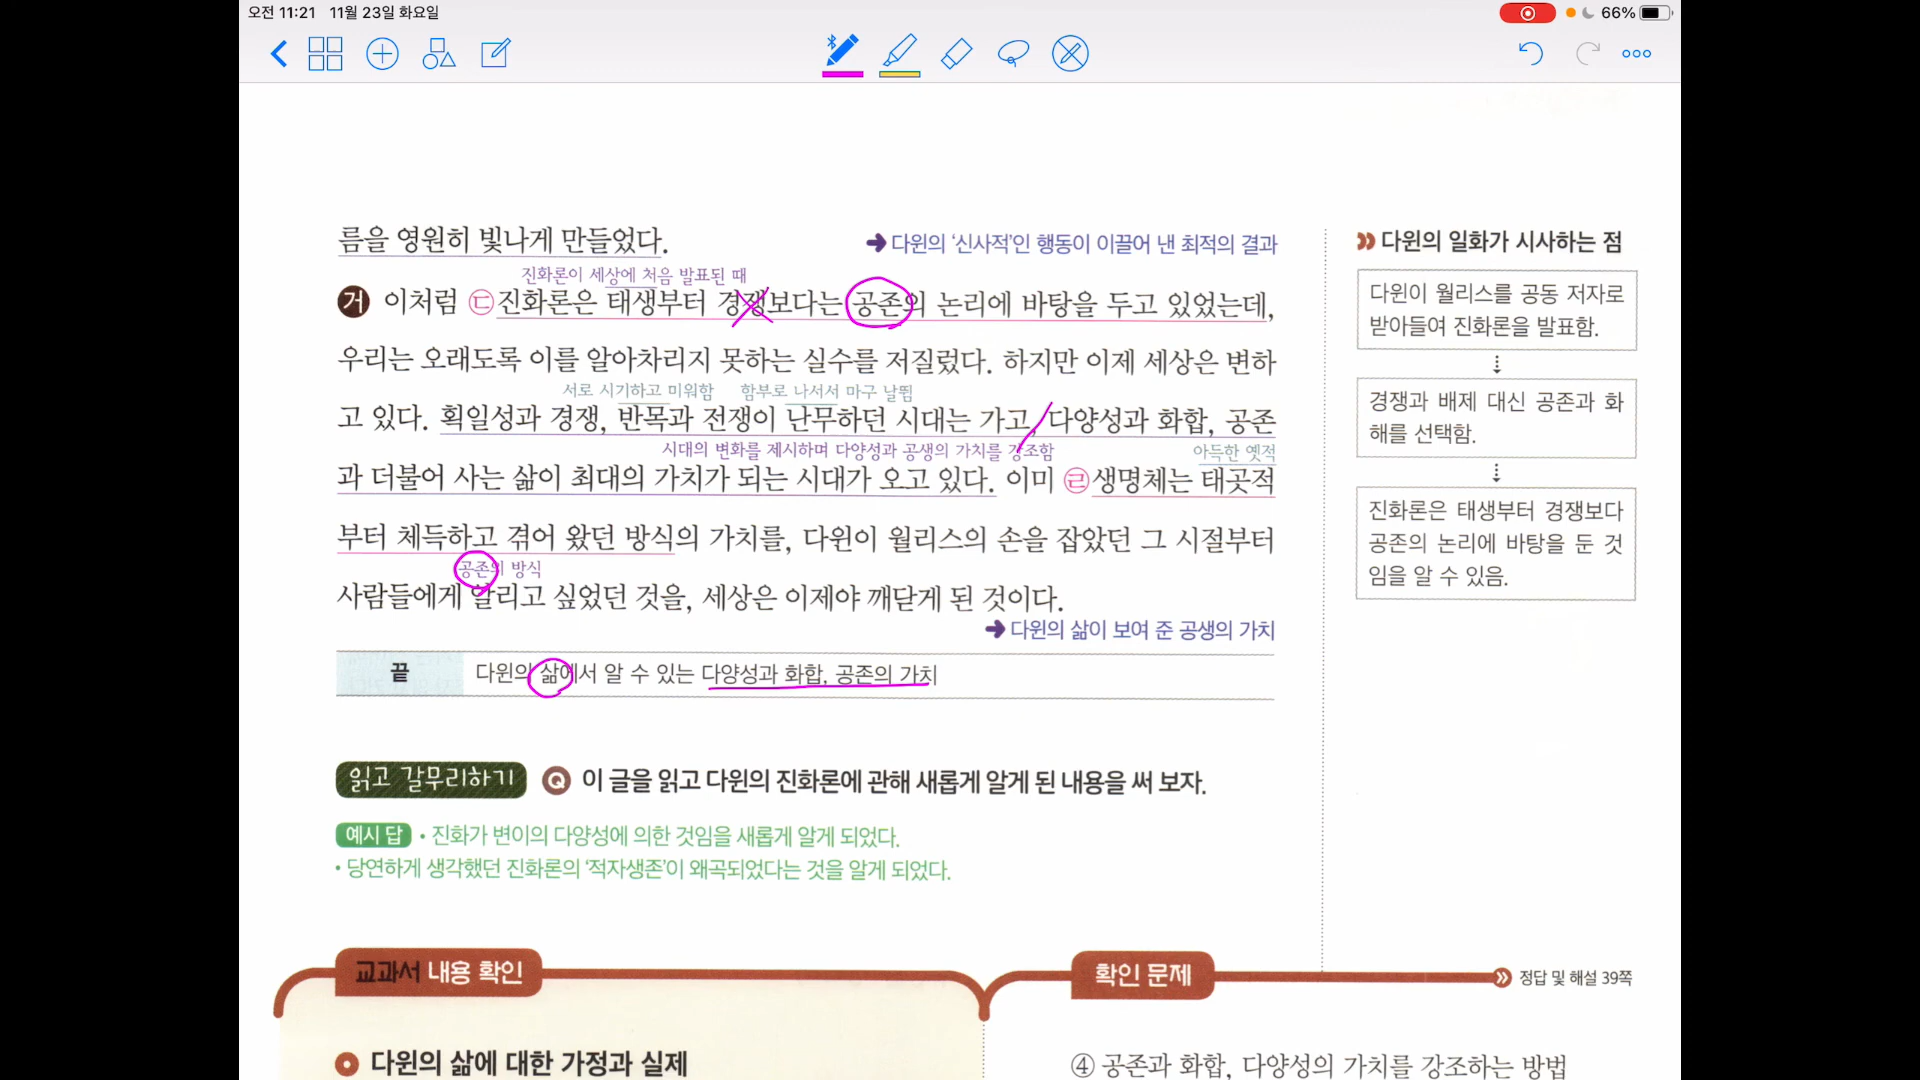 오전 11:21 11월 23일 화요일
66%
름을 영원히 빛나게 만들었다.
➔ 다윈의 ‘신사적’인 행동이 이끌어 낸 최적의 결과
진화론이 세상에 처음 발표된 때
거 이처럼 ㉢진화론은 태생부터 경쟁보다는 공존의 논리에 바탕을 두고 있었는데,
우리는 오래도록 이를 알아차리지 못하는 실수를 저질렀다. 하지만 이제 세상은 변하
서로 시기하고 미워함 함부로 나서서 마구 날뜀
고 있다. 획일성과 경쟁, 반목과 전쟁이 난무하던 시대는 가고, 다양성과 화합, 공존
시대의 변화를 제시하며 다양성과 공생의 가치를 강조함 아득한 옛적
과 더불어 사는 삶이 최대의 가치가 되는 시대가 오고 있다. 이미 ㉣생명체는 태곳적
부터 체득하고 겪어 왔던 방식의 가치를, 다윈이 월리스의 손을 잡았던 그 시절부터
공존의 방식
사람들에게 알리고 싶었던 것을, 세상은 이제야 깨닫게 된 것이다.
➔ 다윈의 삶이 보여 준 공생의 가치
끝 다윈의 삶에서 알 수 있는 다양성과 화합, 공존의 가치
읽고 갈무리하기 Q 이 글을 읽고 다윈의 진화론에 관해 새롭게 알게 된 내용을 써 보자.
예시 답 • 진화가 변이의 다양성에 의한 것임을 새롭게 알게 되었다.
• 당연하게 생각했던 진화론의 ‘적자생존’이 왜곡되었다는 것을 알게 되었다.
다윈의 일화가 시사하는 점
다윈이 월리스를 공동 저자로
받아들여 진화론을 발표함.
경쟁과 배제 대신 공존과 화
해를 선택함.
진화론은 태생부터 경쟁보다
공존의 논리에 바탕을 둔 것
임을 알 수 있음.
교과서 내용 확인
다윈의 삶에 대한 가정과 실제
확인 문제
정답 및 해설 39쪽
④ 공존과 화합, 다양성의 가치를 강조하는 방법